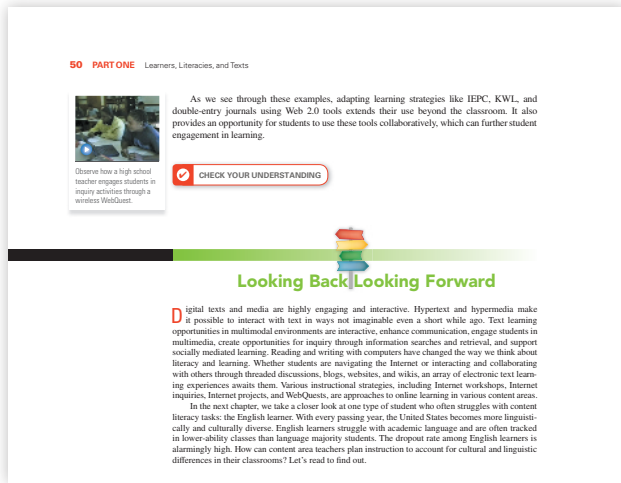 50 PART ONE Learners, Literacies, and Texts
As we see through these examples, adapting learning strategies like IEPC, KWL, and
double-entry journals using Web 2.0 tools extends their use beyond the classroom. It also
provides an opportunity for students to use these tools collaboratively, which can further student
engagement in learning.
Observe how a high school
teacher engages students in
inquiry activities through a
wireless WebQuest.
CHECK YOUR UNDERSTANDING
Looking Back Looking Forward
Digital texts and media are highly engaging and interactive. Hypertext and hypermedia make
it possible to interact with text in ways not imaginable even a short while ago. Text learning
opportunities in multimodal environments are interactive, enhance communication, engage students in
multimedia, create opportunities for inquiry through information searches and retrieval, and support
socially mediated learning. Reading and writing with computers have changed the way we think about
literacy and learning. Whether students are navigating the Internet or interacting and collaborating
with others through threaded discussions, blogs, websites, and wikis, an array of electronic text learn-
ing experiences awaits them. Various instructional strategies, including Internet workshops, Internet
inquiries, Internet projects, and WebQuests, are approaches to online learning in various content areas.
In the next chapter, we take a closer look at one type of student who often struggles with content
literacy tasks: the English learner. With every passing year, the United States becomes more linguisti-
cally and culturally diverse. English learners struggle with academic language and are often tracked
in lower-ability classes than language majority students. The dropout rate among English learners is
alarmingly high. How can content area teachers plan instruction to account for cultural and linguistic
differences in their classrooms? Let's read to find out.